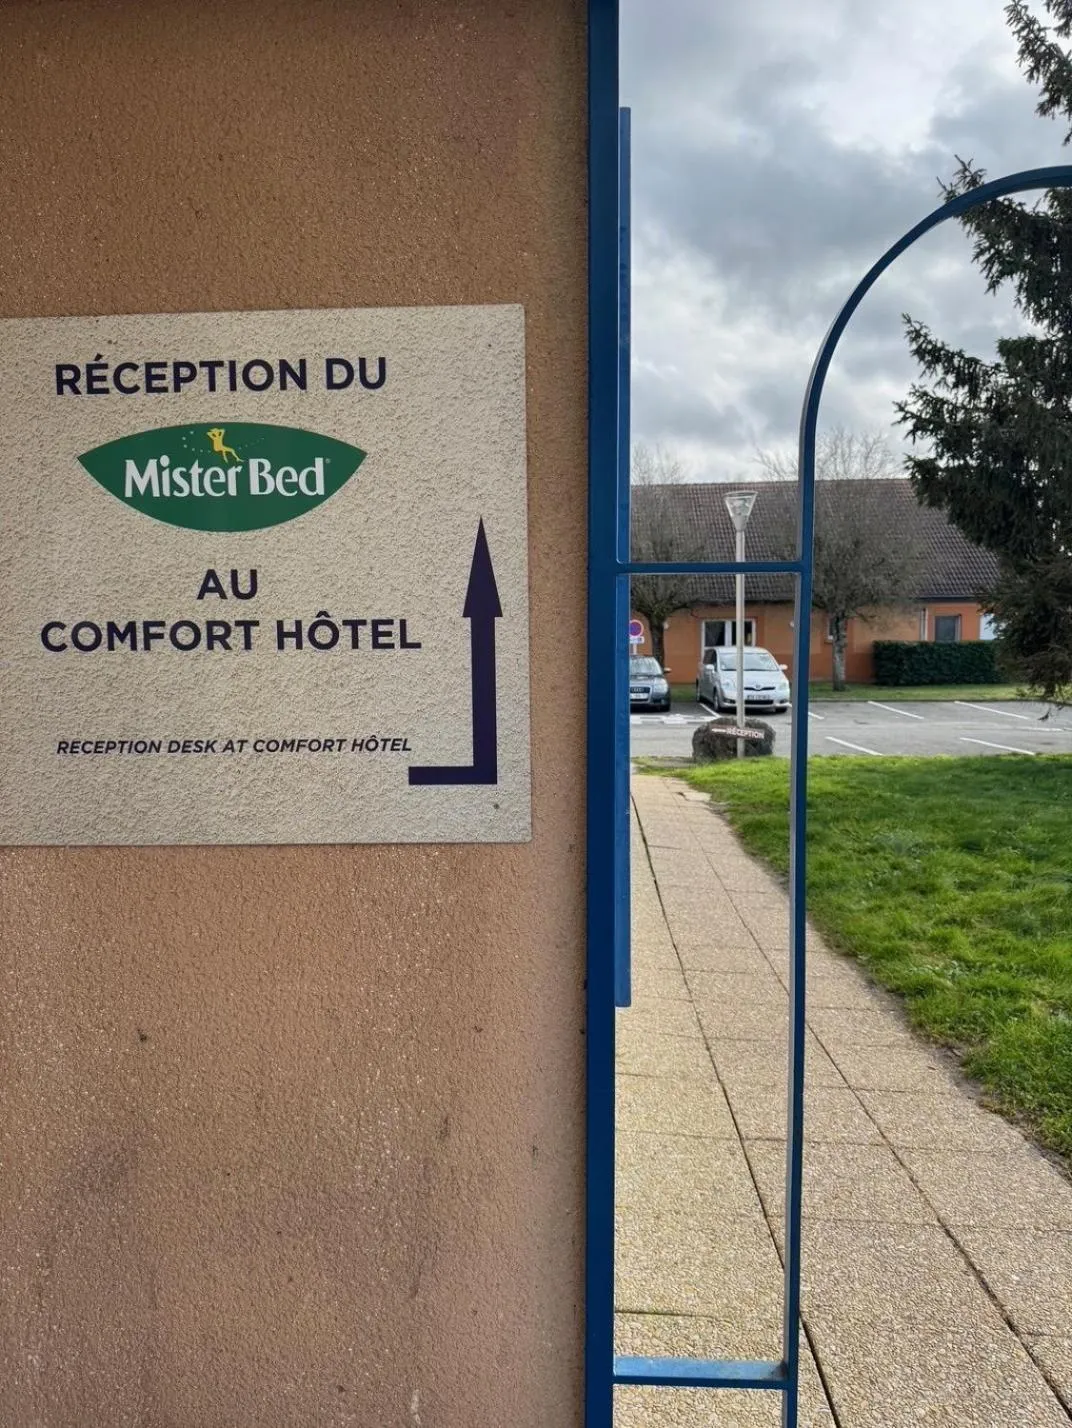 RÉCEPTION DU
Mister Bed
AU
COMFORT HÔTEL
RECEPTION DESK AT COMFORT HÔTEL
RÉCEPTION